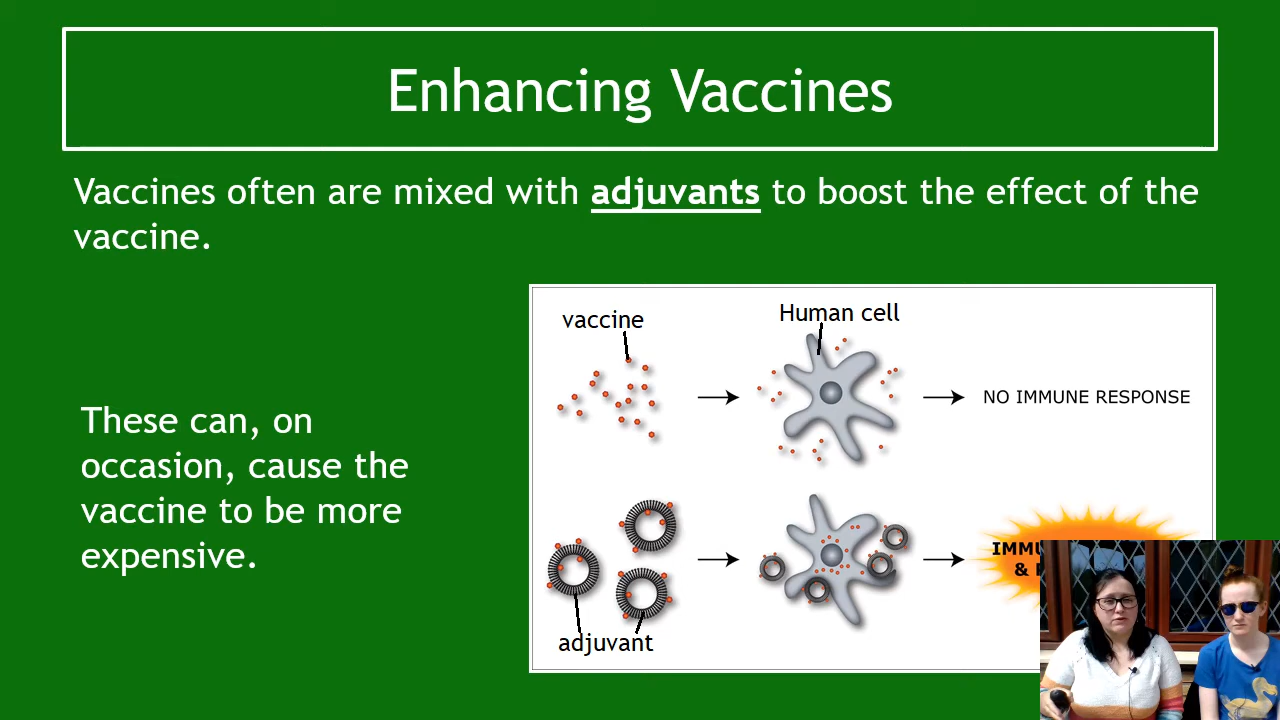 Enhancing Vaccines
Vaccines often are mixed with adjuvants to boost the effect of the
vaccine.
These can, on
occasion, cause the
vaccine to be more
expensive.
vaccine
Human cell
NO IMMUNE RESPONSE
adjuvant
&